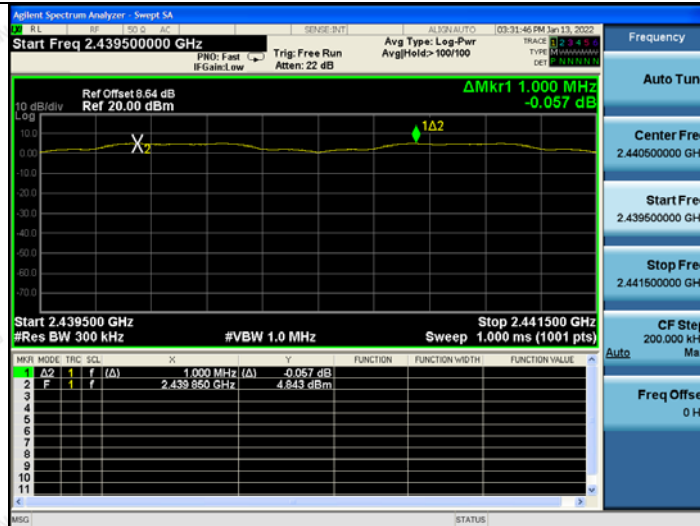 Agilent Spectrum Analyzer - Swept SA
RL RF 50 Ω AC SENSE:INT ALIGN AUTO 03:31:46 PM Jan 13, 2022
Start Freq 2.439500000 GHz
PNO: Fast
IFGain:Low
Trig: Free Run
Atten: 22 dB
Avg Type: Log-Pwr
Avg|Hold:> 100/100
TRACE 1 2 3 4 5 6
TYPE M
DET P N N N N N
ΔMkr1 1.000 MHz
-0.057 dB
Ref Offset 8.64 dB
10 dB/div Ref 20.00 dBm
Log
10.0
0.00
-10.0
-20.0
-30.0
-40.0
-50.0
-60.0
-70.0
X2
1Δ2
Start 2.439500 GHz Stop 2.441500 GHz
#Res BW 300 kHz #VBW 1.0 MHz Sweep 1.000 ms (1001 pts)
MKR MODE TRC SCL X Y FUNCTION FUNCTION WIDTH FUNCTION VALUE
1 Δ2 1 f (Δ) 1.000 MHz (Δ) -0.057 dB
2 F 1 f 2.439 850 GHz 4.843 dBm
3
4
5
6
7
8
9
10
11
MSG STATUS
Frequency
Auto Tun
Center Fre
2.440500000 GH
Start Fre
2.439500000 GH
Stop Fre
2.441500000 GH
CF Step
200.000 kH
Auto Ma
Freq Offse
0 H